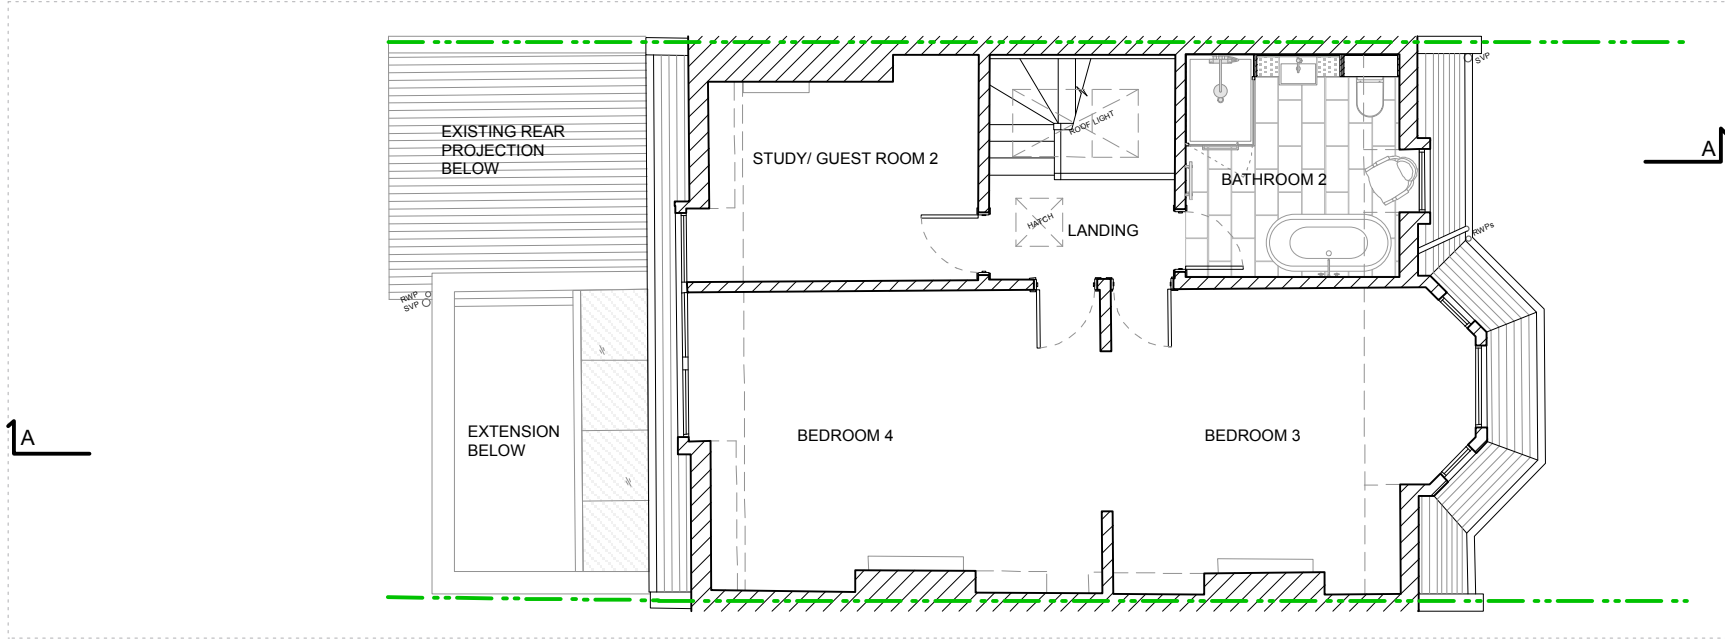 SVP
EXISTING REAR
PROJECTION
BELOW
ROOF LIGHT
A
STUDY/ GUEST ROOM 2
BATHROOM 2
HATCH
LANDING
RWPs
RWP
SVP
A
EXTENSION
BELOW
BEDROOM 4
BEDROOM 3